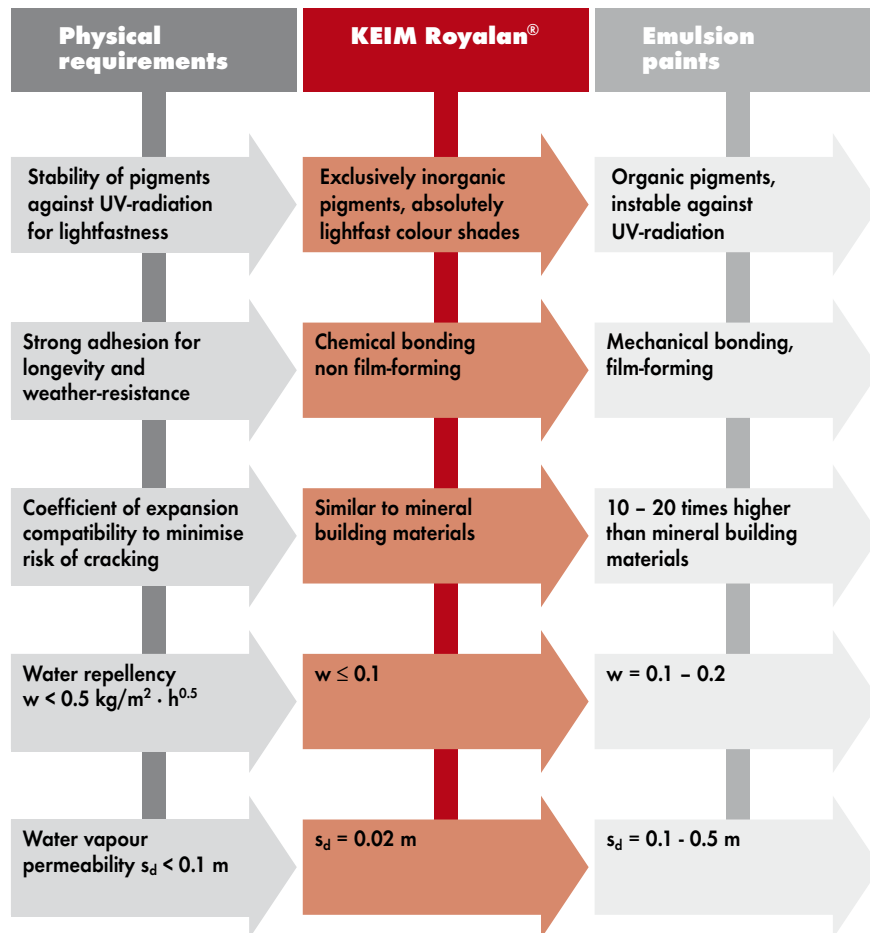 Physical
requirements
KEIM Royalan®
Emulsion
paints
Stability of pigments
against UV-radiation
for lightfastness
Exclusively inorganic
pigments, absolutely
lightfast colour shades
Organic pigments,
instable against
UV-radiation
Strong adhesion for
longevity and
weather-resistance
Chemical bonding
non film-forming
Mechanical bonding,
film-forming
Coefficient of expansion
compatibility to minimise
risk of cracking
Similar to mineral
building materials
10 – 20 times higher
than mineral building
materials
Water repellency
w < 0.5 kg/m² · h⁰·⁵
w ≤ 0.1
w = 0.1 – 0.2
Water vapour
permeability s_d < 0.1 m
s_d = 0.02 m
s_d = 0.1 - 0.5 m